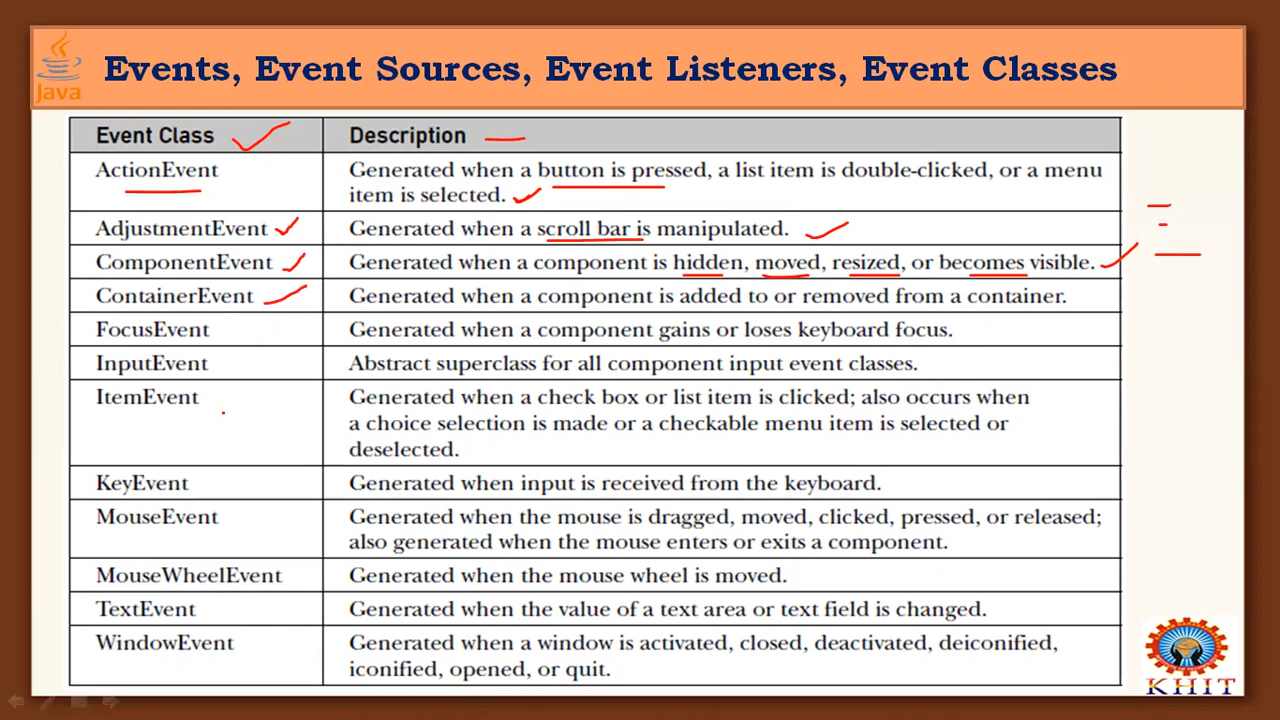 Java
Events, Event Sources, Event Listeners, Event Classes
Event Class Description
ActionEvent Generated when a button is pressed, a list item is double-clicked, or a menu
item is selected.
AdjustmentEvent Generated when a scroll bar is manipulated.
ComponentEvent Generated when a component is hidden, moved, resized, or becomes visible.
ContainerEvent Generated when a component is added to or removed from a container.
FocusEvent Generated when a component gains or loses keyboard focus.
InputEvent Abstract superclass for all component input event classes.
ItemEvent Generated when a check box or list item is clicked; also occurs when
a choice selection is made or a checkable menu item is selected or
deselected.
KeyEvent Generated when input is received from the keyboard.
MouseEvent Generated when the mouse is dragged, moved, clicked, pressed, or released;
also generated when the mouse enters or exits a component.
MouseWheelEvent Generated when the mouse wheel is moved.
TextEvent Generated when the value of a text area or text field is changed.
WindowEvent Generated when a window is activated, closed, deactivated, deiconified,
iconified, opened, or quit.
KHIT